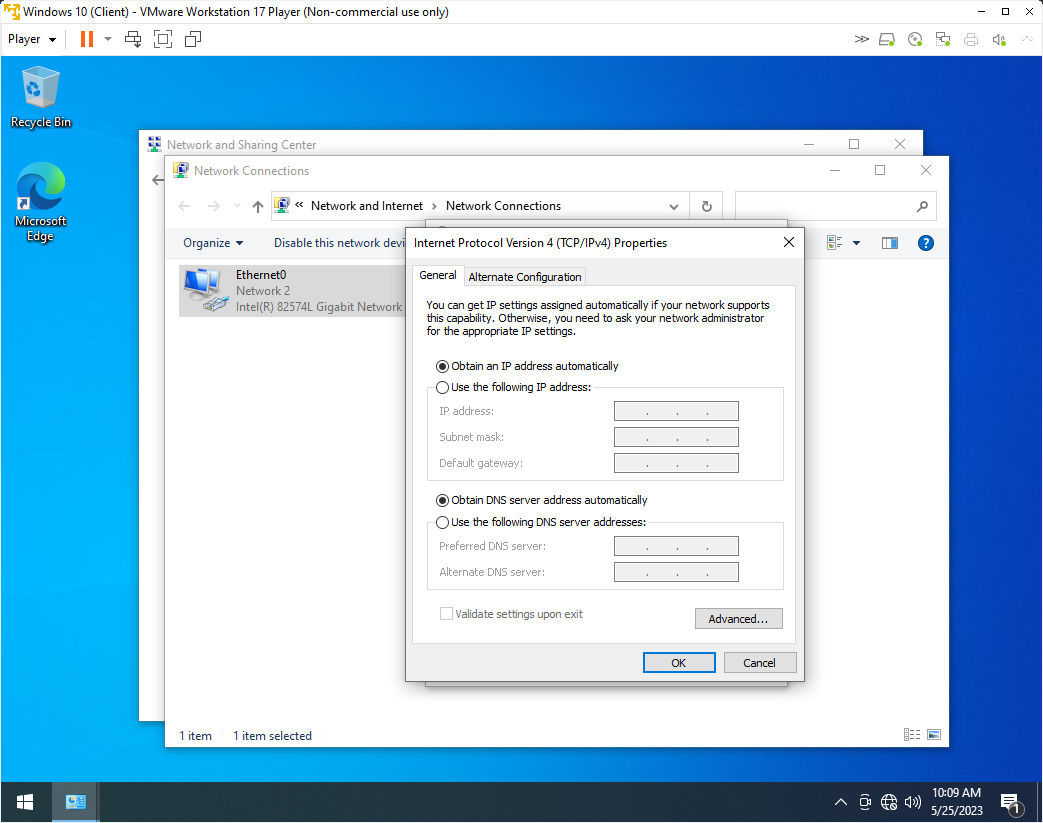 Windows 10 (Client) - VMware Workstation 17 Player (Non-commercial use only)
Player
Recycle Bin
Microsoft
Edge
Network and Sharing Center
Network Connections
« Network and Internet › Network Connections
Organize
Disable this network devi
Ethernet0
Network 2
Intel(R) 82574L Gigabit Network
Internet Protocol Version 4 (TCP/IPv4) Properties
General
Alternate Configuration
You can get IP settings assigned automatically if your network supports
this capability. Otherwise, you need to ask your network administrator
for the appropriate IP settings.
Obtain an IP address automatically
Use the following IP address:
IP address:
. . .
Subnet mask:
. . .
Default gateway:
. . .
Obtain DNS server address automatically
Use the following DNS server addresses:
Preferred DNS server:
. . .
Alternate DNS server:
. . .
Validate settings upon exit
Advanced...
OK
Cancel
1 item
1 item selected
10:09 AM
5/25/2023
1